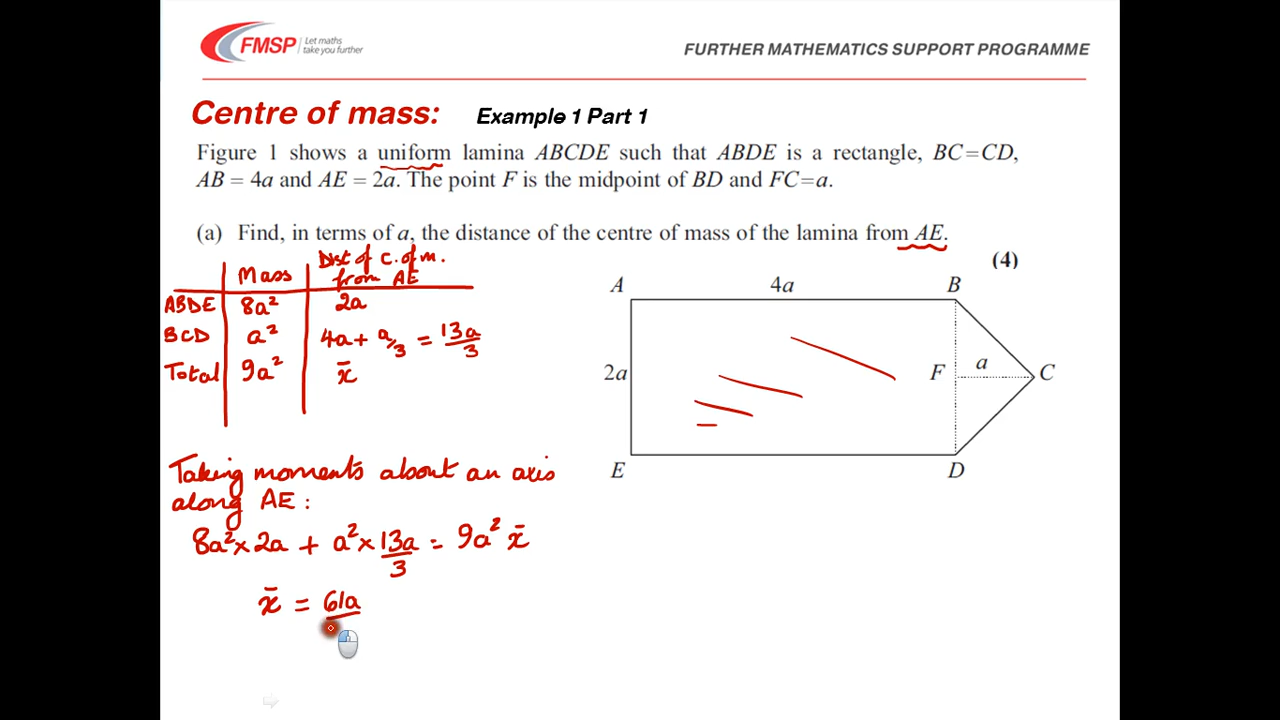 FMSP
Let maths
take you further
FURTHER MATHEMATICS SUPPORT PROGRAMME
Centre of mass: Example 1 Part 1
Figure 1 shows a uniform lamina ABCDE such that ABDE is a rectangle, BC=CD,
AB = 4a and AE = 2a. The point F is the midpoint of BD and FC=a.
(a) Find, in terms of a, the distance of the centre of mass of the lamina from AE.
(4)
Mass Dist of C. of m. from AE
ABDE 8a² 2a
BCD a² 4a + a/3 = 13a/3
Total 9a² x̄
A 4a B
2a F a C
E D
Taking moments about an axis
along AE:
8a² × 2a + a² × 13a/3 = 9a² x̄
x̄ = 61a